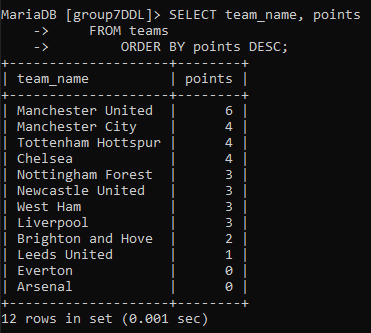 MariaDB [group7DDL]> SELECT team_name, points
    ->     FROM teams
    ->         ORDER BY points DESC;
+--------------------+--------+
| team_name          | points |
+--------------------+--------+
| Manchester United  |      6 |
| Manchester City    |      4 |
| Tottenham Hottspur |      4 |
| Chelsea            |      4 |
| Nottingham Forest  |      3 |
| Newcastle United   |      3 |
| West Ham           |      3 |
| Liverpool          |      3 |
| Brighton and Hove  |      2 |
| Leeds United       |      1 |
| Everton            |      0 |
| Arsenal            |      0 |
+--------------------+--------+
12 rows in set (0.001 sec)